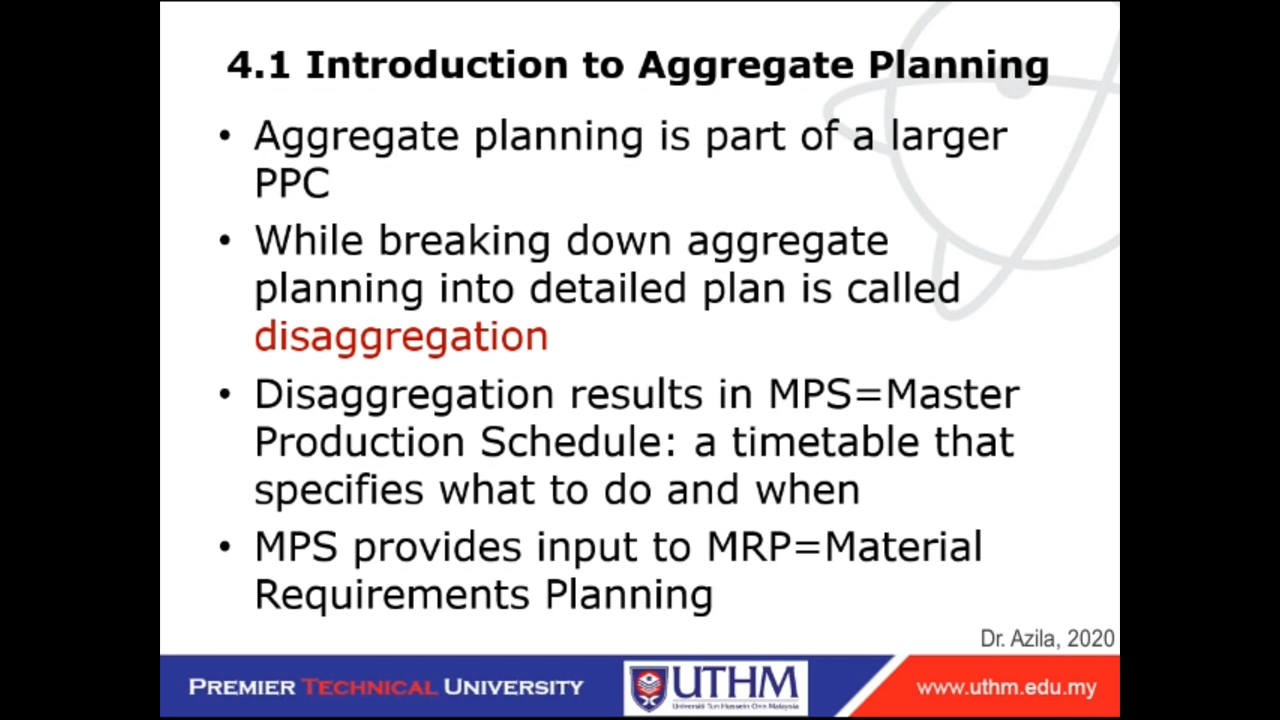 4.1 Introduction to Aggregate Planning
• Aggregate planning is part of a larger
PPC
• While breaking down aggregate
planning into detailed plan is called
disaggregation
• Disaggregation results in MPS=Master
Production Schedule: a timetable that
specifies what to do and when
• MPS provides input to MRP=Material
Requirements Planning
Dr. Azila, 2020
PREMIER TECHNICAL UNIVERSITY
UTHM
Universiti Tun Hussein Onn Malaysia
www.uthm.edu.my